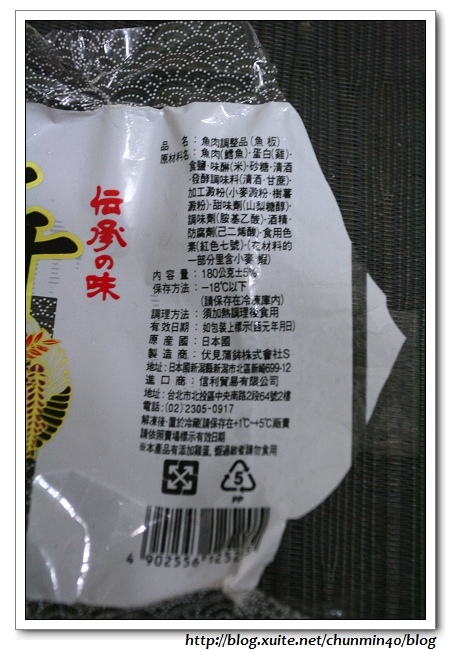 伝承の味
品名：魚肉調整品(魚板)
原材料名：魚肉(鱈魚)·蛋白(雞)·
食鹽·味醂(米)·砂糖·清酒
·發酵調味料(清酒·甘蔗)·
加工澱粉(小麥澱粉·樹薯
澱粉)·甜味劑(山梨糖醇)·
調味劑(胺基乙酸)·酒精·
防腐劑(己二烯酸)·食用色
素(紅色七號)·(在材料的
一部分里含小麥 蝦)
內容量：180公克±5%
保存方法：-18℃以下
(請保存在冷凍庫內)
調理方法：須加熱調理後食用
有效日期：如包裝上標示(西元年月日)
原產國：日本國
製造商：伏見蒲鉾株式會社S
地址:日本國新潟縣新潟市北區新崎699-12
進口商：信利貿易有限公司
地址:台北市北投區中央南路2段64號2樓
電話:(02)2305-0917
解凍後·置於冷藏(請保存在+1℃~+5℃)販賣
請依照賣場標示有效日期
※本產品有添加雞蛋,蝦過敏者請勿食用
5
PP
4 902556 1252
http://blog.xuite.net/chunmin40/blog